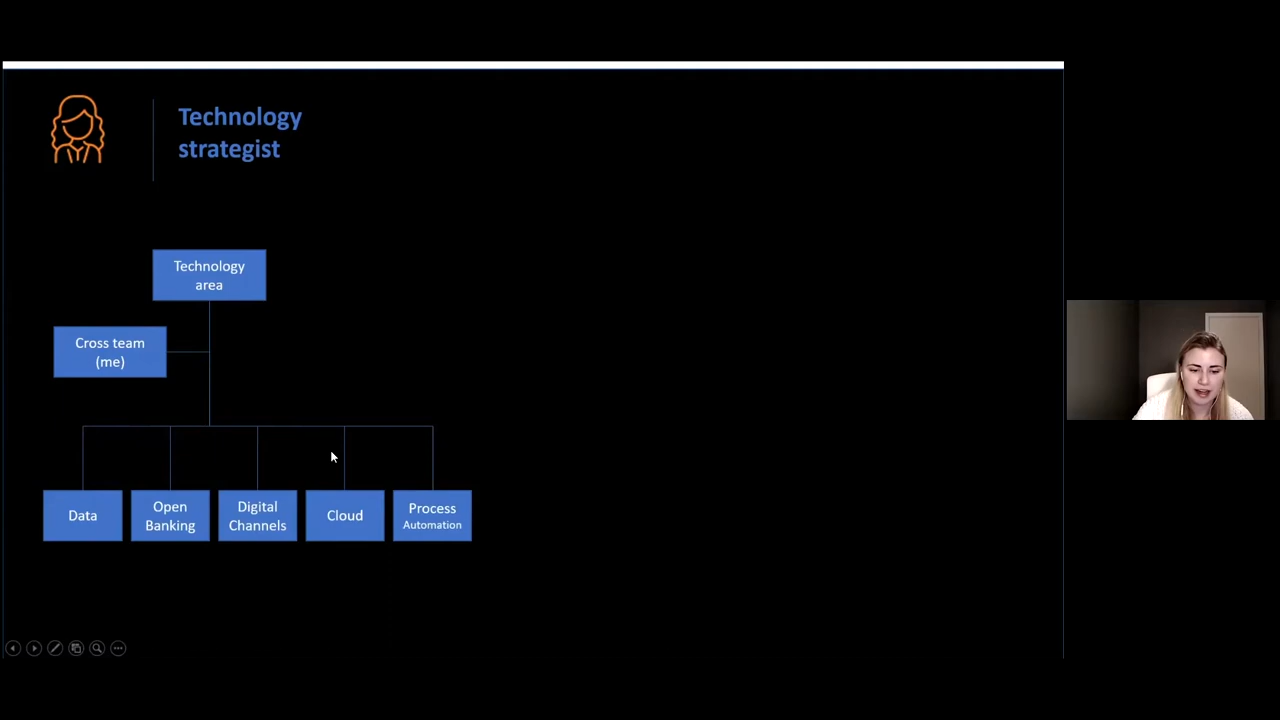 Technology
strategist
Technology
area
Cross team
(me)
Data
Open
Banking
Digital
Channels
Cloud
Process
Automation